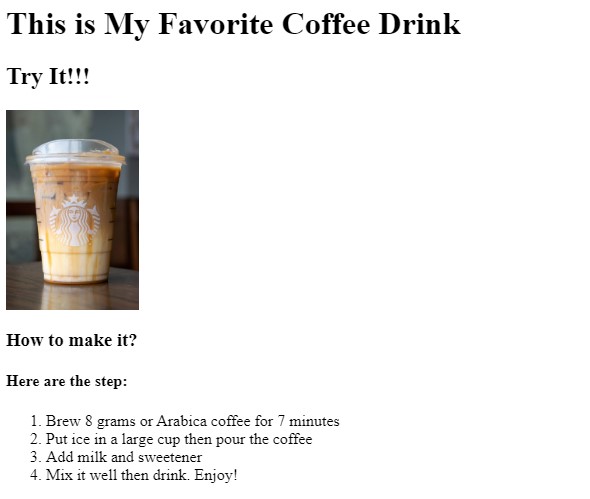 This is My Favorite Coffee Drink
Try It!!!
How to make it?
Here are the step:
1. Brew 8 grams or Arabica coffee for 7 minutes
2. Put ice in a large cup then pour the coffee
3. Add milk and sweetener
4. Mix it well then drink. Enjoy!